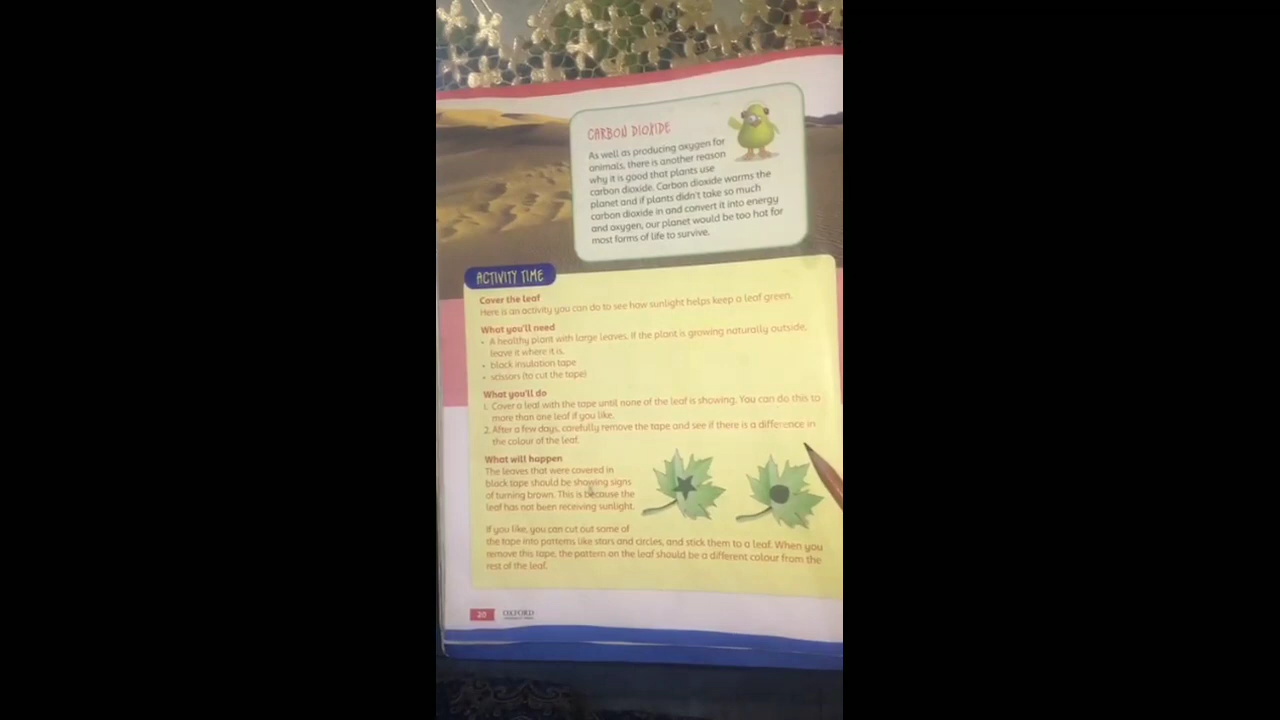 CARBON DIOXIDE
As well as producing oxygen for
animals, there is another reason
why it is good that plants use
carbon dioxide. Carbon dioxide warms the
planet and if plants didn't take so much
carbon dioxide in and convert it into energy
and oxygen, our planet would be too hot for
most forms of life to survive.
ACTIVITY TIME
Cover the leaf
Here is an activity you can do to see how sunlight helps keep a leaf green.
What you'll need
• A healthy plant with large leaves. If the plant is growing naturally outside,
leave it where it is.
• black insulation tape
• scissors (to cut the tape)
What you'll do
1. Cover a leaf with the tape until none of the leaf is showing. You can do this to
more than one leaf if you like.
2. After a few days, carefully remove the tape and see if there is a difference in
the colour of the leaf.
What will happen
The leaves that were covered in
black tape should be showing signs
of turning brown. This is because the
leaf has not been receiving sunlight.
If you like, you can cut out some of
the tape into patterns like stars and circles, and stick them to a leaf. When you
remove this tape, the pattern on the leaf should be a different colour from the
rest of the leaf.
20 OXFORD